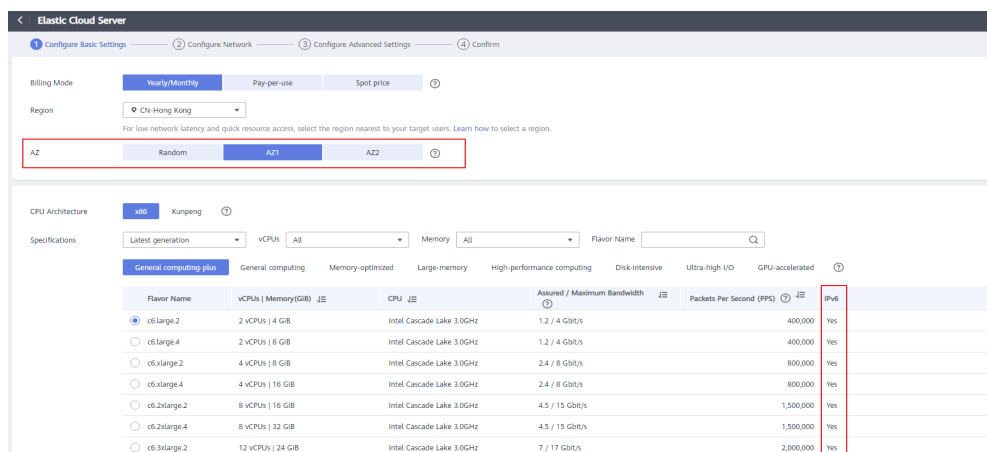 Elastic Cloud Server
1 Configure Basic Settings 2 Configure Network 3 Configure Advanced Settings 4 Confirm
Billing Mode Yearly/Monthly Pay-per-use Spot price ?
Region CN-Hong Kong
For low network latency and quick resource access, select the region nearest to your target users. Learn how to select a region.
AZ Random AZ1 AZ2 ?
CPU Architecture x86 Kunpeng ?
Specifications Latest generation vCPUs All Memory All Flavor Name
General computing-plus General computing Memory-optimized Large-memory High-performance computing Disk-intensive Ultra-high I/O GPU-accelerated ?
Flavor Name vCPUs | Memory(GiB) CPU Assured / Maximum Bandwidth ? Packets Per Second (PPS) ? IPv6
c6.large.2 2 vCPUs | 4 GiB Intel Cascade Lake 3.0GHz 1.2 / 4 Gbit/s 400,000 Yes
c6.large.4 2 vCPUs | 8 GiB Intel Cascade Lake 3.0GHz 1.2 / 4 Gbit/s 400,000 Yes
c6.xlarge.2 4 vCPUs | 8 GiB Intel Cascade Lake 3.0GHz 2.4 / 8 Gbit/s 800,000 Yes
c6.xlarge.4 4 vCPUs | 16 GiB Intel Cascade Lake 3.0GHz 2.4 / 8 Gbit/s 800,000 Yes
c6.2xlarge.2 8 vCPUs | 16 GiB Intel Cascade Lake 3.0GHz 4.5 / 15 Gbit/s 1,500,000 Yes
c6.2xlarge.4 8 vCPUs | 32 GiB Intel Cascade Lake 3.0GHz 4.5 / 15 Gbit/s 1,500,000 Yes
c6.3xlarge.2 12 vCPUs | 24 GiB Intel Cascade Lake 3.0GHz 7 / 17 Gbit/s 2,000,000 Yes